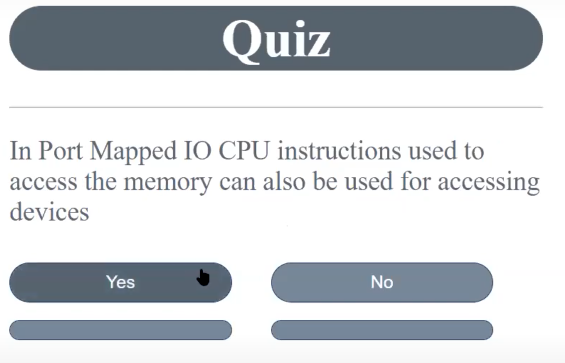 Quiz
In Port Mapped IO CPU instructions used to
access the memory can also be used for accessing
devices
Yes
No